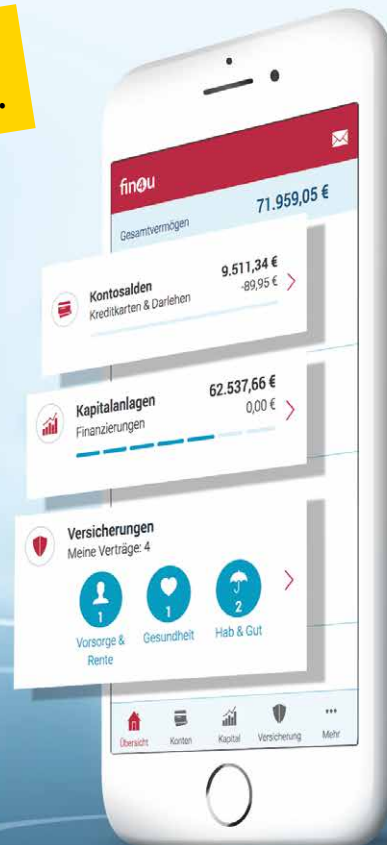 fin4u
Gesamtvermögen 71.959,05 €
Kontosalden 9.511,34 €
Kreditkarten & Darlehen -89,95 €
Kapitalanlagen 62.537,66 €
Finanzierungen 0,00 €
Versicherungen
Meine Verträge: 4
1 1 2
Vorsorge & Rente
Gesundheit
Hab & Gut
Übersicht Konten Kapital Versicherung Mehr